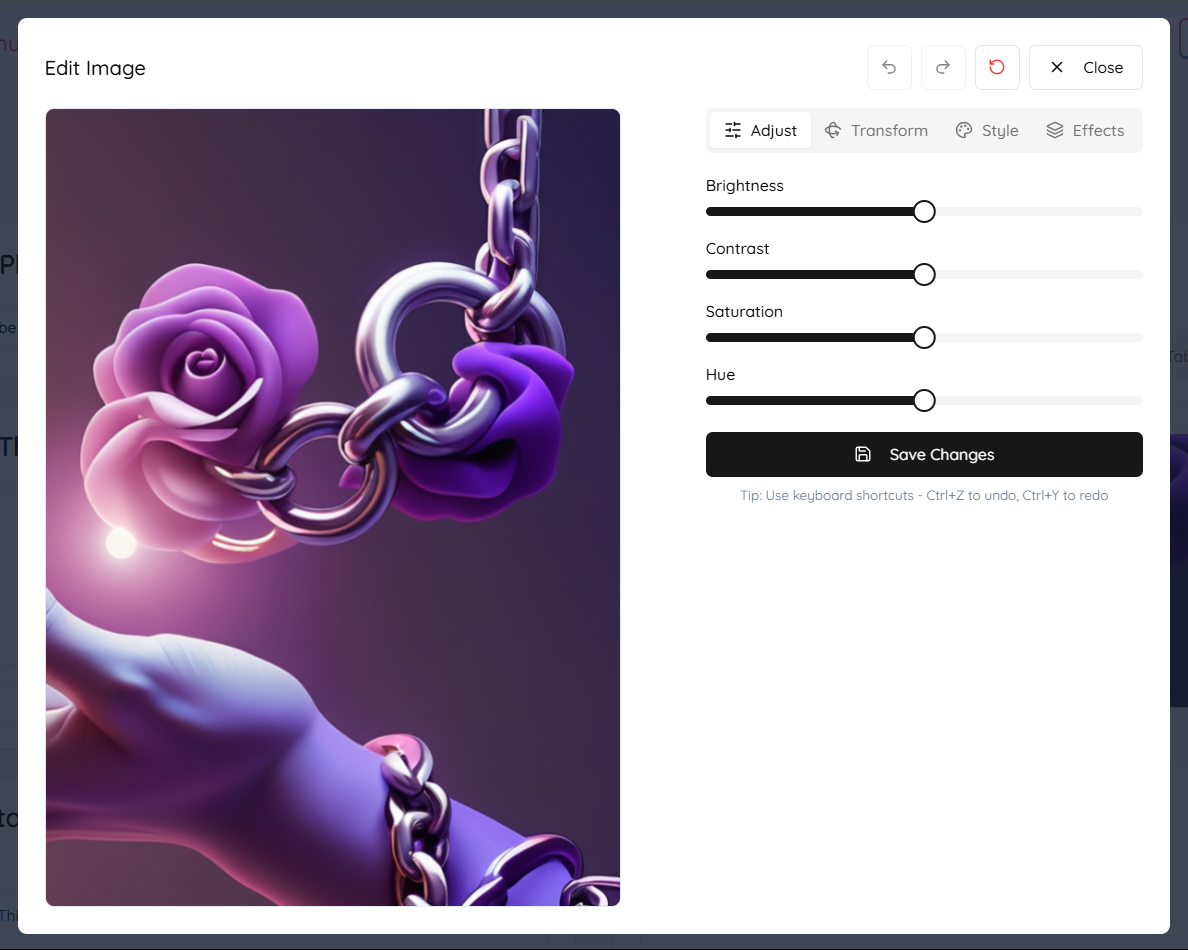 Edit Image
Close
Adjust Transform Style Effects
Brightness
Contrast
Saturation
Hue
Save Changes
Tip: Use keyboard shortcuts - Ctrl+Z to undo, Ctrl+Y to redo